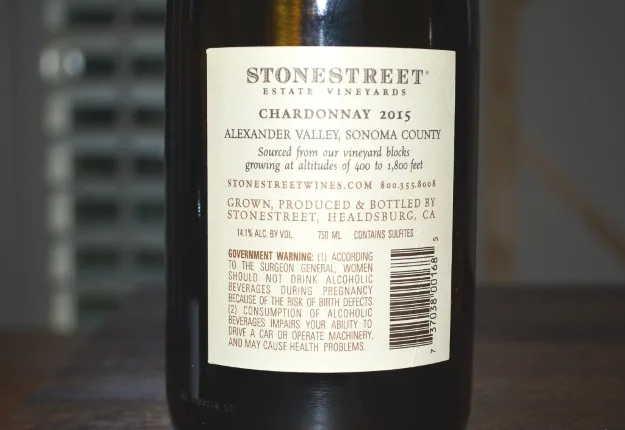 STONESTREET®
ESTATE VINEYARDS
CHARDONNAY 2015
ALEXANDER VALLEY, SONOMA COUNTY
Sourced from our vineyard blocks
growing at altitudes of 400 to 1,800 feet
STONESTREETWINES.COM 800.355.8008
GROWN, PRODUCED & BOTTLED BY
STONESTREET, HEALDSBURG, CA
14.1% ALC. BY VOL. 750 ML CONTAINS SULFITES
GOVERNMENT WARNING: (1) ACCORDING
TO THE SURGEON GENERAL, WOMEN
SHOULD NOT DRINK ALCOHOLIC
BEVERAGES DURING PREGNANCY
BECAUSE OF THE RISK OF BIRTH DEFECTS.
(2) CONSUMPTION OF ALCOHOLIC
BEVERAGES IMPAIRS YOUR ABILITY TO
DRIVE A CAR OR OPERATE MACHINERY,
AND MAY CAUSE HEALTH PROBLEMS.
7 37038 00168 5